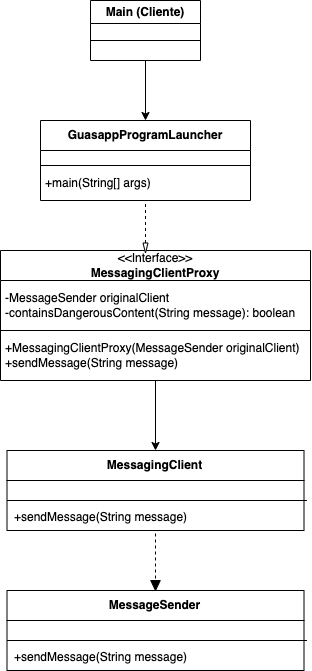 Main (Cliente)
GuasappProgramLauncher
+main(String[] args)
<<Interface>>
MessagingClientProxy
-MessageSender originalClient
-containsDangerousContent(String message): boolean
+MessagingClientProxy(MessageSender originalClient)
+sendMessage(String message)
MessagingClient
+sendMessage(String message)
MessageSender
+sendMessage(String message)